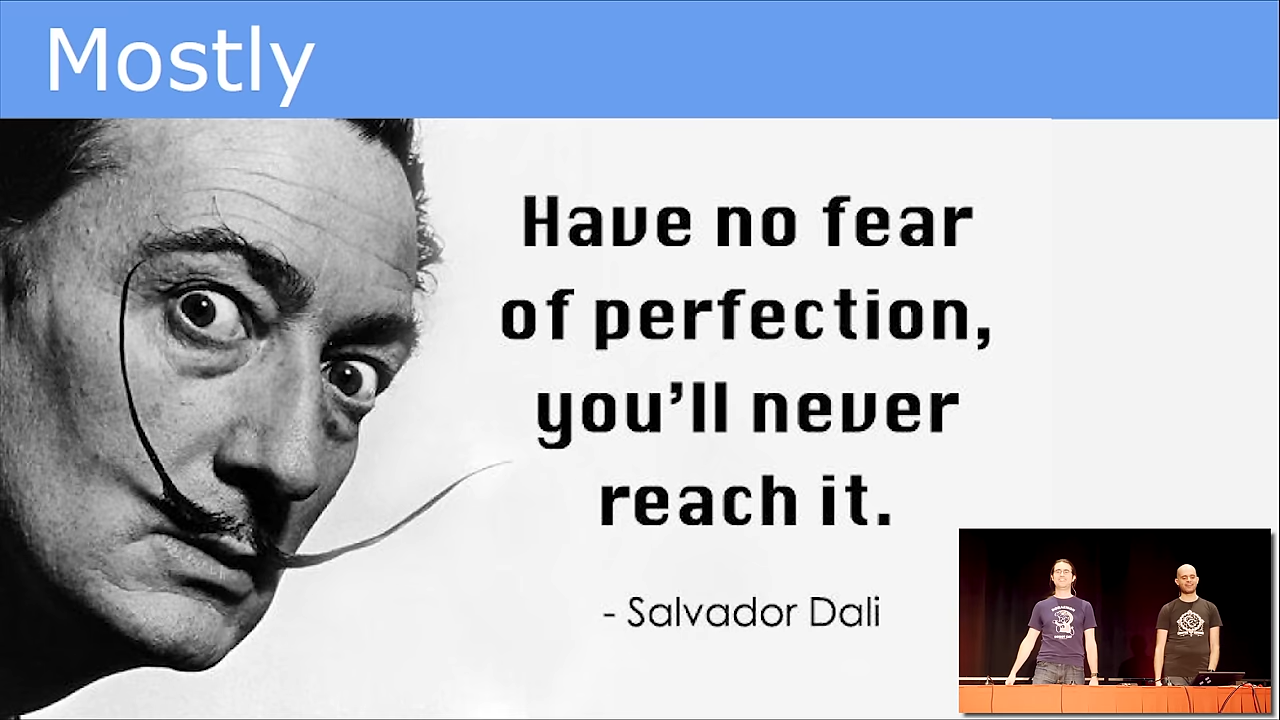 Mostly
Have no fear
of perfection,
you'll never
reach it.
- Salvador Dali